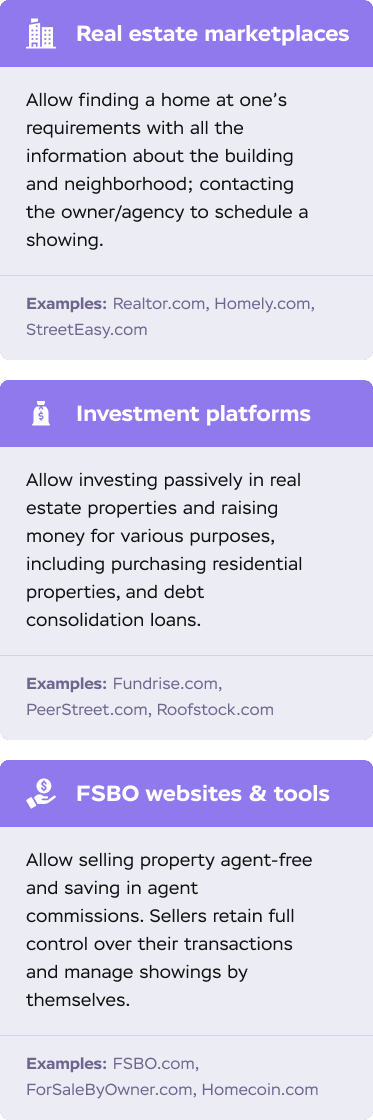 Real estate marketplaces
Allow finding a home at one's
requirements with all the
information about the building
and neighborhood; contacting
the owner/agency to schedule a
showing.
Examples: Realtor.com, Homely.com,
StreetEasy.com
$
Investment platforms
Allow investing passively in real
estate properties and raising
money for various purposes,
including purchasing residential
properties, and debt
consolidation loans.
Examples: Fundrise.com,
PeerStreet.com, Roofstock.com
$
FSBO websites & tools
Allow selling property agent-free
and saving in agent
commissions. Sellers retain full
control over their transactions
and manage showings by
themselves.
Examples: FSBO.com,
ForSaleByOwner.com, Homecoin.com